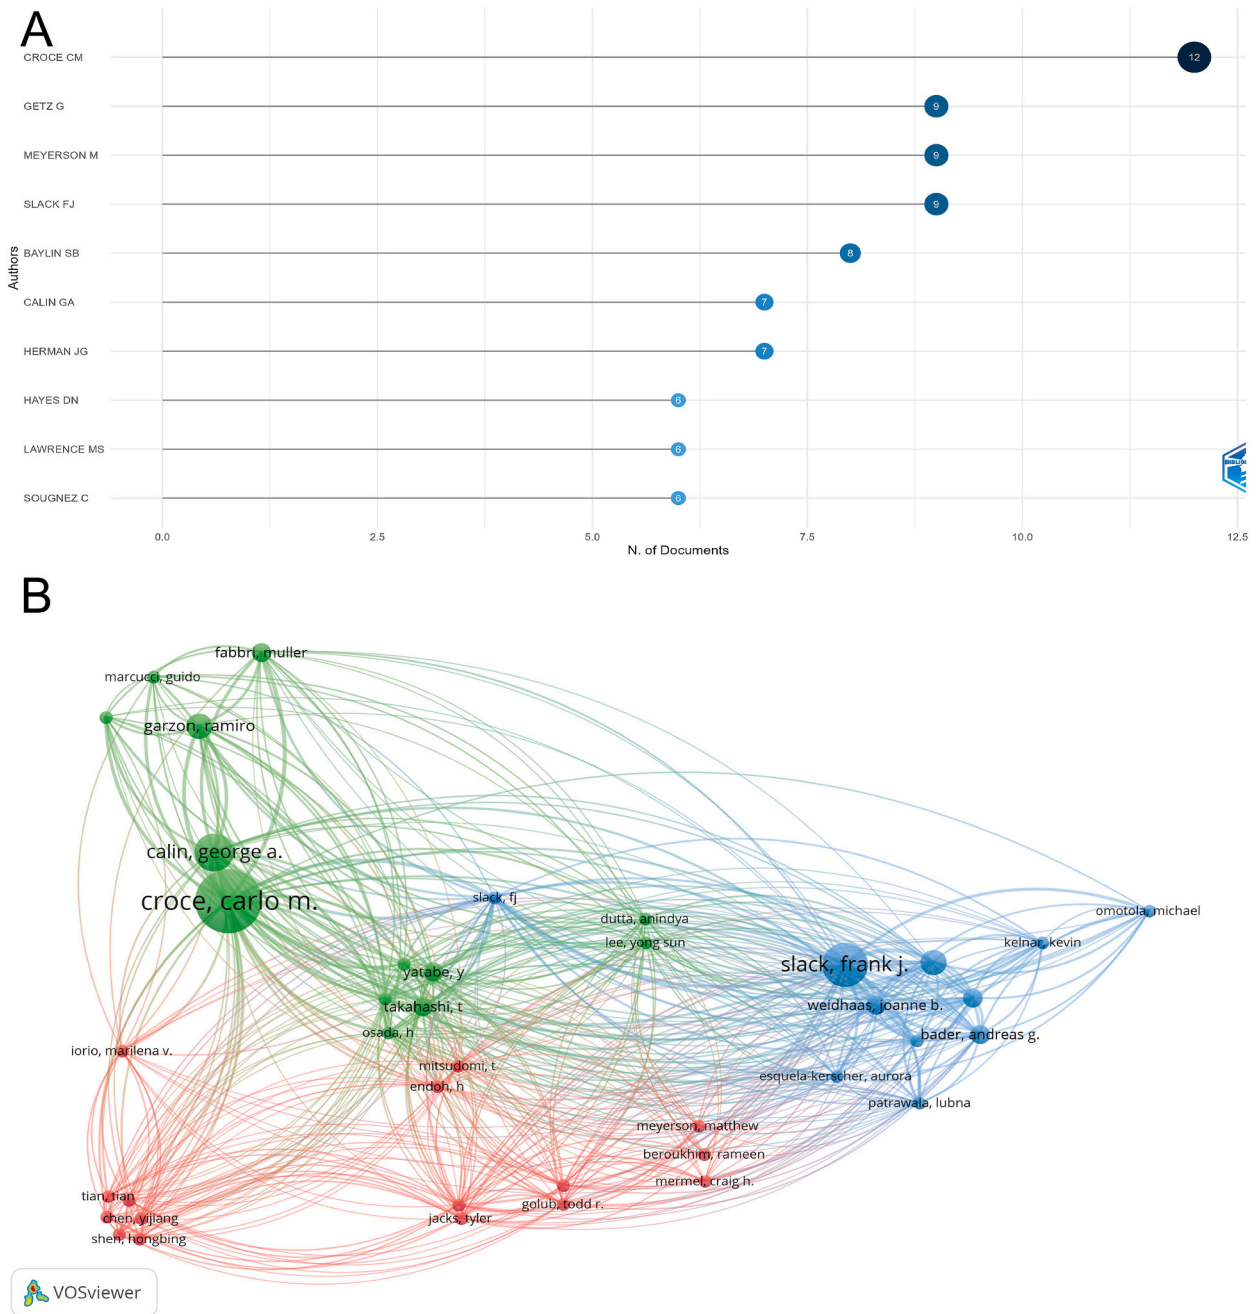 A
CROCE CM
12
GETZ G
9
MEYERSON M
9
SLACK FJ
9
BAYLIN SB
8
CALIN GA
7
HERMAN JG
7
HAYES DN
6
LAWRENCE MS
6
SOUGNEZ C
6
Authors
0.0 2.5 5.0 7.5 10.0 12.5
N. of Documents
B
fabbri, muller
marcucci, guido
garzon, ramiro
calin, george a.
croce, carlo m.
slack, fj
omotola, michael
dutta, anindya
lee, yong sun
kelnar, kevin
slack, frank j.
yatabe, y
takahashi, t
weidhaas, joanne b.
osada, h
bader, andreas g.
iorio, marilena v.
mitsudomi, t
esquela-kerscher, aurora
endoh, h
patrawala, lubna
meyerson, matthew
beroukhim, rameen
mermel, craig h.
tian, tian
golub, todd r.
chen, yijiang
jacks, tyler
shen, hongbing
VOSviewer